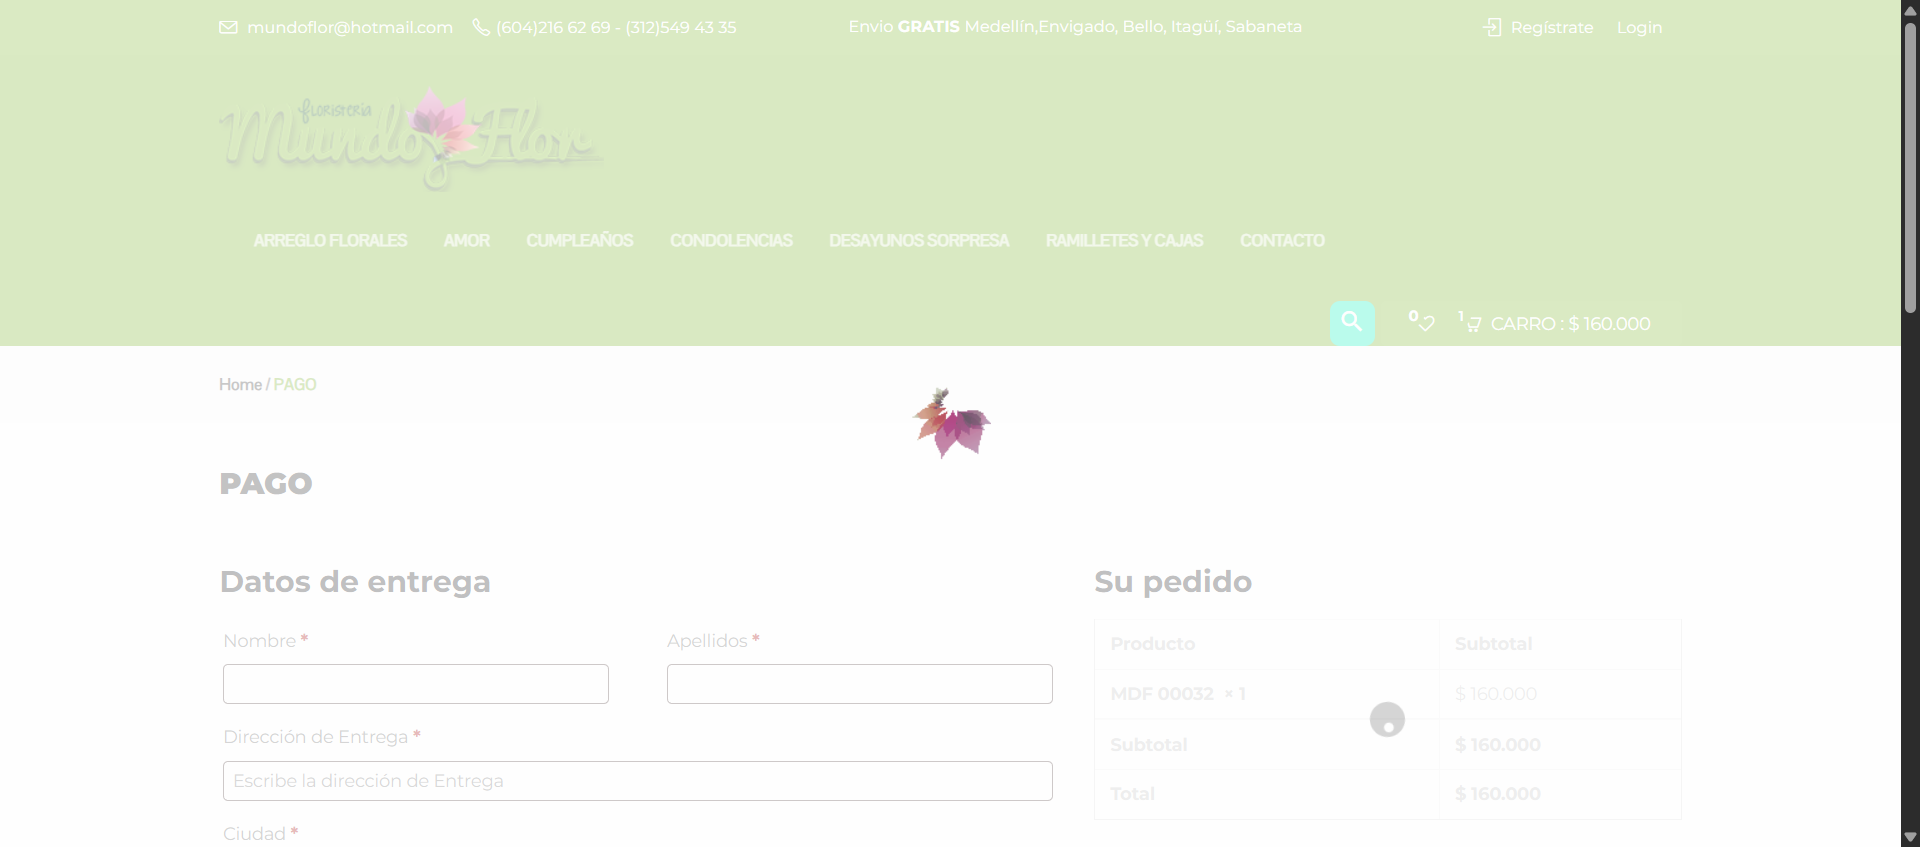 mundoflor@hotmail.com (604)216 62 69 - (312)549 43 35 Envio GRATIS Medellín,Envigado, Bello, Itagüí, Sabaneta Regístrate Login
FLORISTERÍA
Mundo Flor
ARREGLO FLORALES AMOR CUMPLEAÑOS CONDOLENCIAS DESAYUNOS SORPRESA RAMILLETES Y CAJAS CONTACTO
0 1 CARRO : $ 160.000
Home / PAGO
PAGO
Datos de entrega
Nombre *
Apellidos *
Dirección de Entrega *
Escribe la dirección de Entrega
Ciudad *
Su pedido
Producto Subtotal
MDF 00032 × 1 $ 160.000
Subtotal $ 160.000
Total $ 160.000